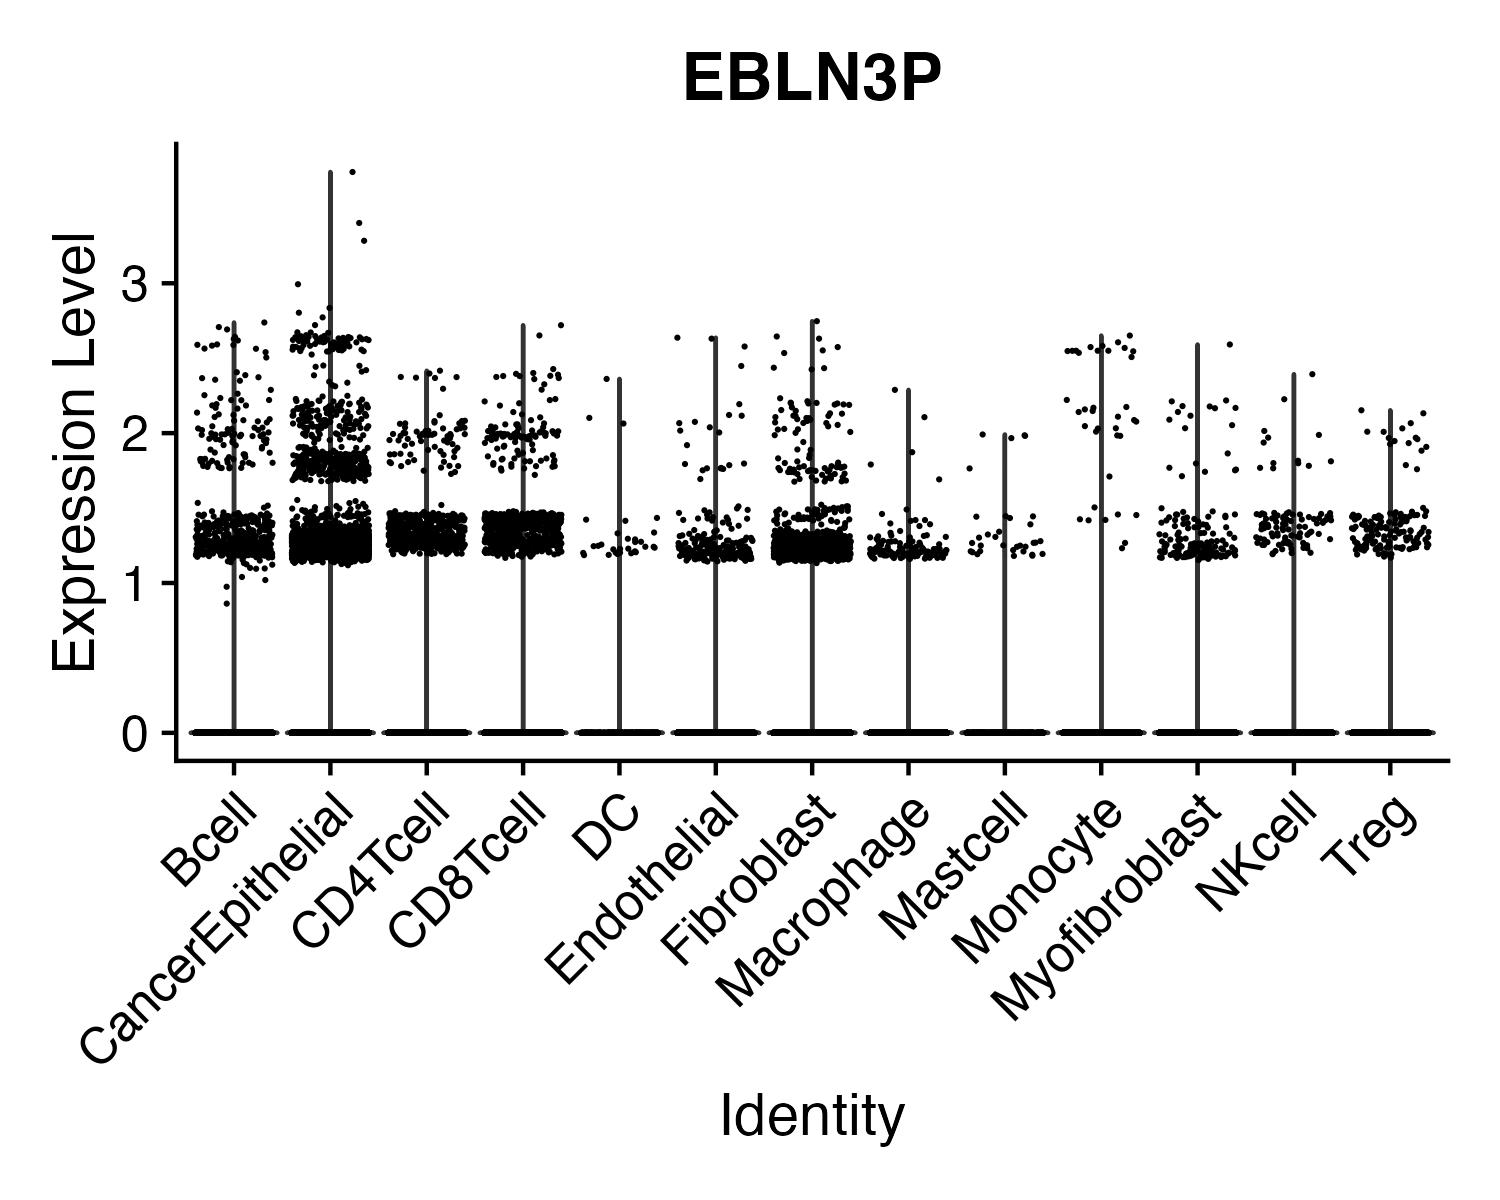 EBLN3P
Expression Level
3
2
1
0
Bcell
CancerEpithelial
CD4Tcell
CD8Tcell
DC
Endothelial
Fibroblast
Macrophage
Mastcell
Monocyte
Myofibroblast
NKcell
Treg
Identity